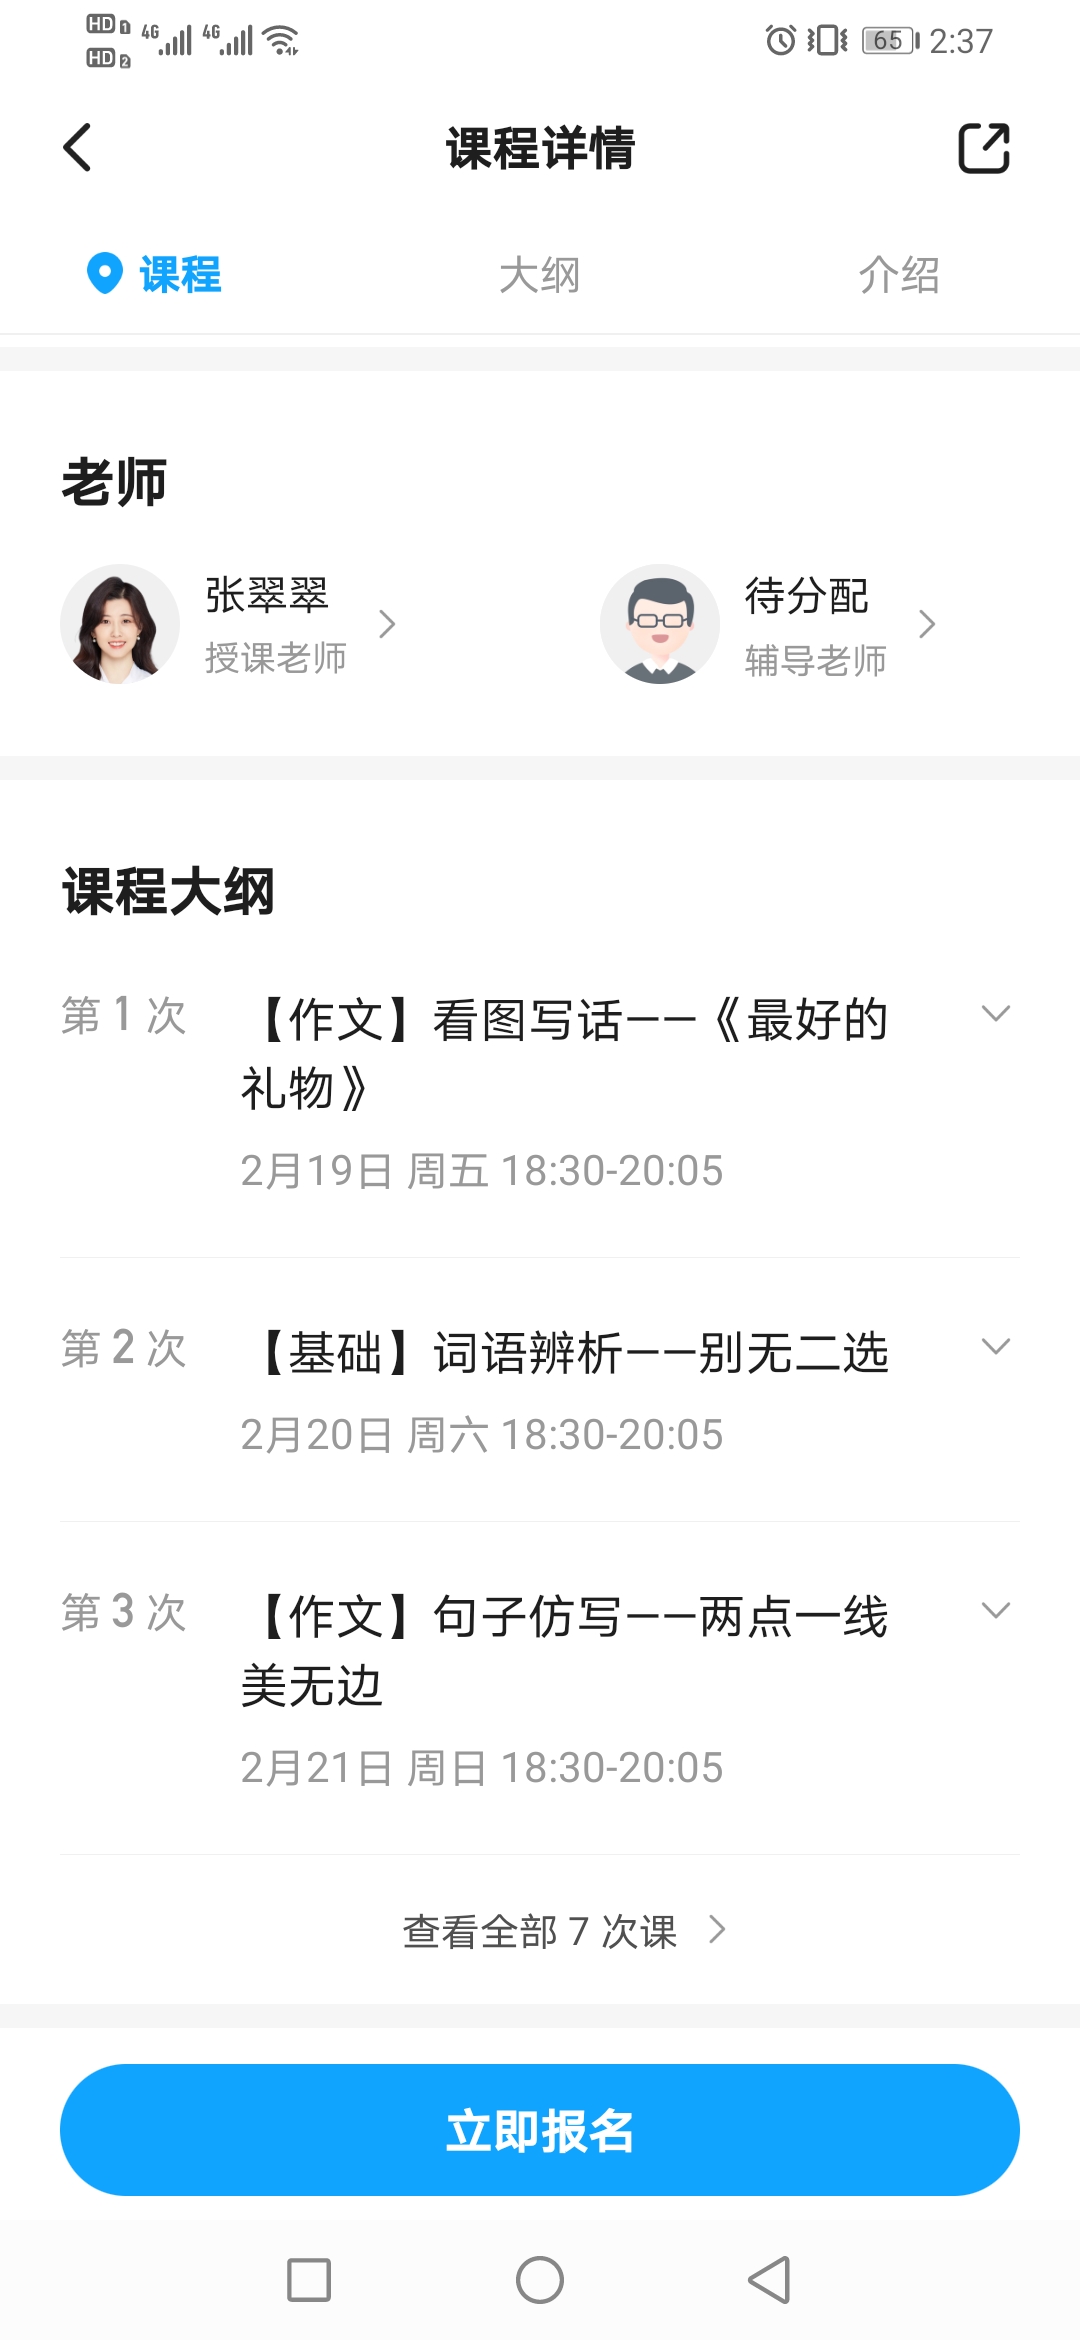 HD 1 4G 4G 65 2:37
HD 2
课程详情
课程 大纲 介绍
老师
张翠翠 待分配
授课老师 辅导老师
课程大纲
第 1 次 【作文】看图写话——《最好的
礼物》
2月19日 周五 18:30-20:05
第 2 次 【基础】词语辨析——别无二选
2月20日 周六 18:30-20:05
第 3 次 【作文】句子仿写——两点一线
美无边
2月21日 周日 18:30-20:05
查看全部 7 次课
立即报名